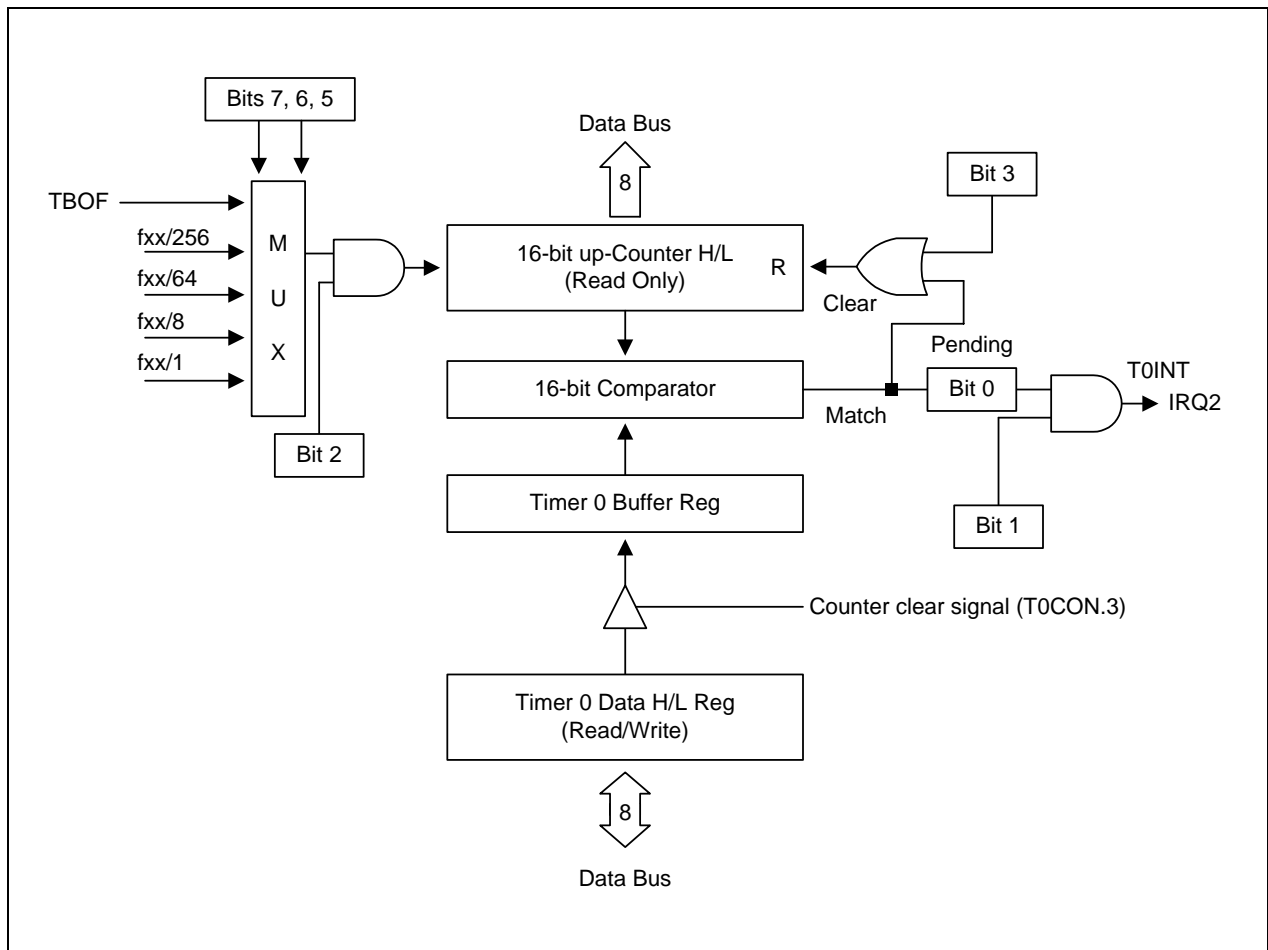 Bits 7, 6, 5
Data Bus
8
Bit 3
TBOF
fxx/256
fxx/64
fxx/8
fxx/1
M
U
X
16-bit up-Counter H/L
(Read Only)
R
Clear
Pending
16-bit Comparator
Match
Bit 0
T0INT
IRQ2
Bit 2
Timer 0 Buffer Reg
Bit 1
Counter clear signal (T0CON.3)
Timer 0 Data H/L Reg
(Read/Write)
8
Data Bus